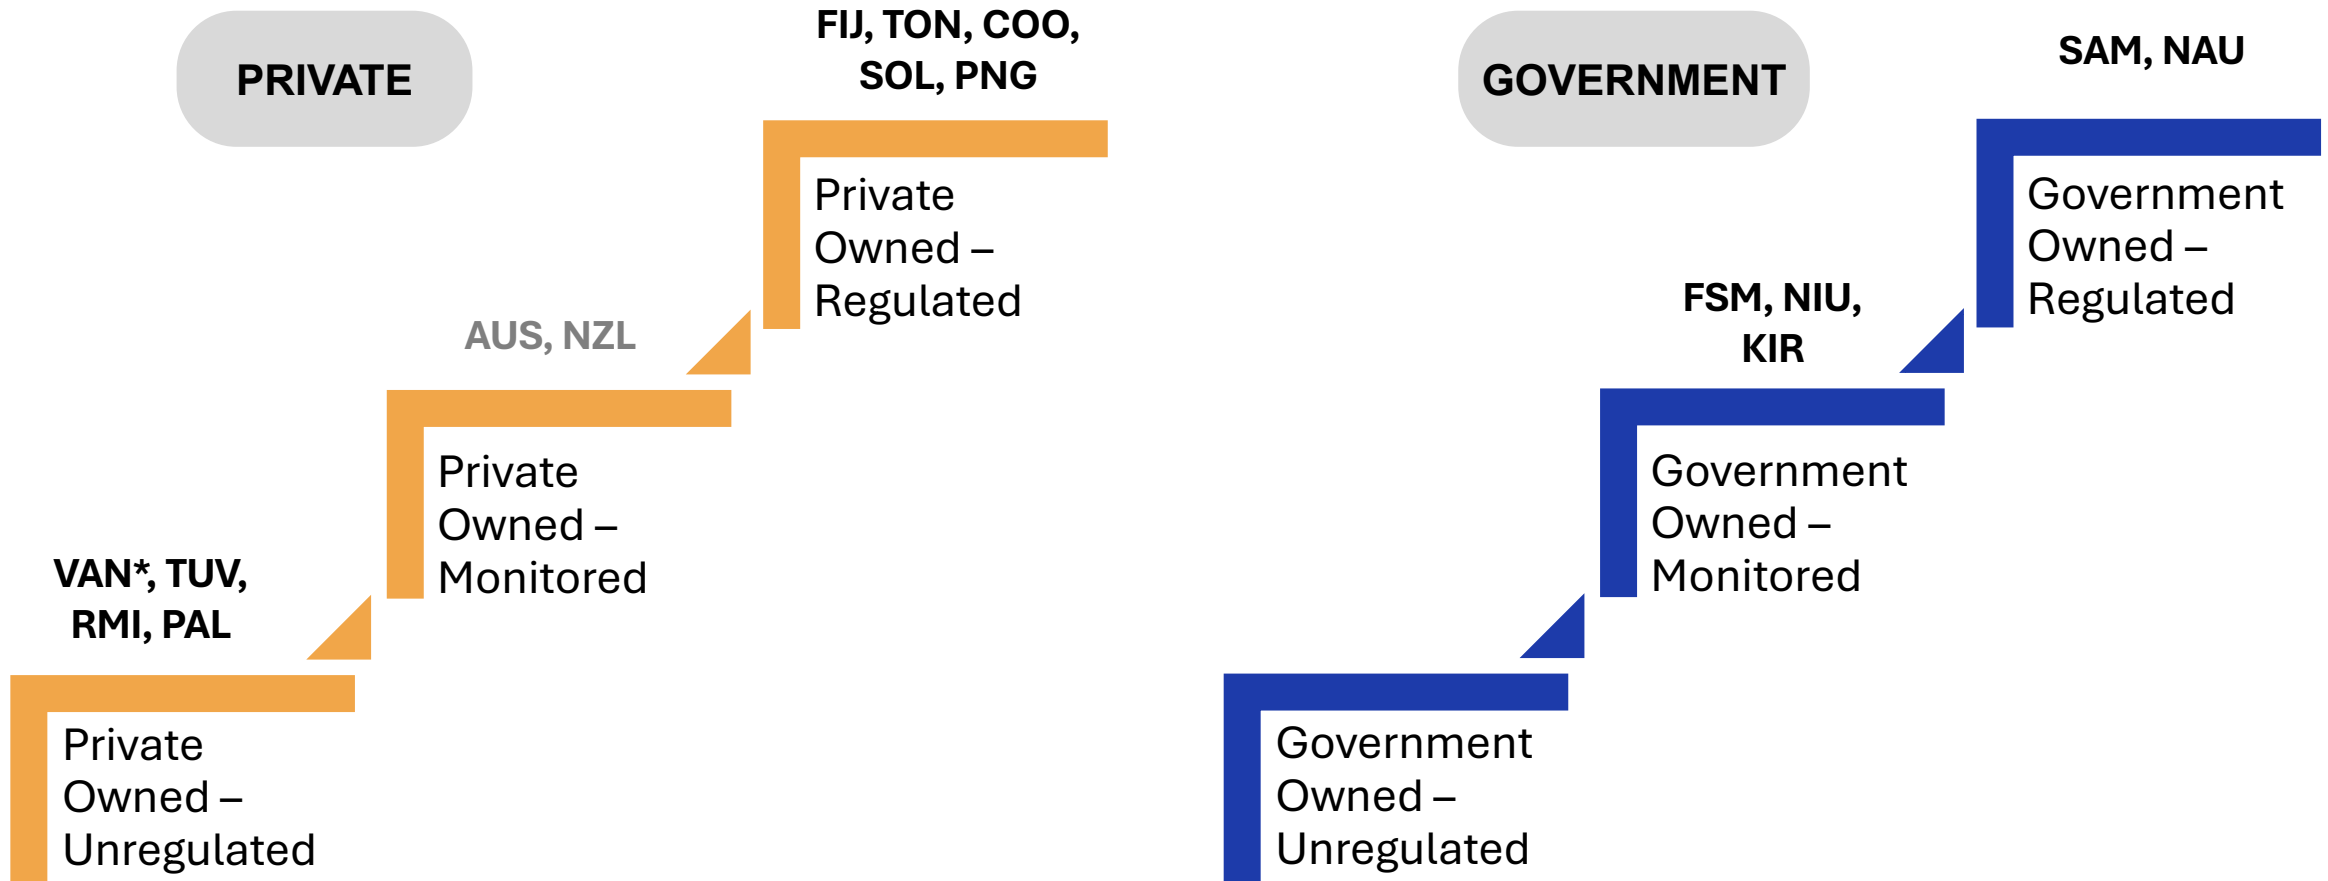 PRIVATE
FIJ, TON, COO,
SOL, PNG
Private
Owned –
Regulated
AUS, NZL
Private
Owned –
Monitored
VAN*, TUV,
RMI, PAL
Private
Owned –
Unregulated
GOVERNMENT
SAM, NAU
Government
Owned –
Regulated
FSM, NIU,
KIR
Government
Owned –
Monitored
Government
Owned –
Unregulated